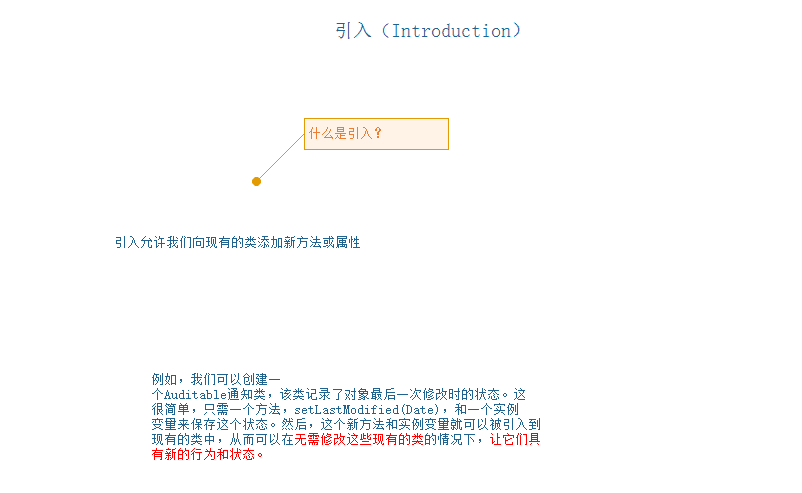 引入（Introduction）
什么是引入？
引入允许我们向现有的类添加新方法或属性
例如，我们可以创建一
个Auditable通知类，该类记录了对象最后一次修改时的状态。这
很简单，只需一个方法，setLastModified(Date)，和一个实例
变量来保存这个状态。然后，这个新方法和实例变量就可以被引入到
现有的类中，从而可以在无需修改这些现有的类的情况下，让它们具
有新的行为和状态。